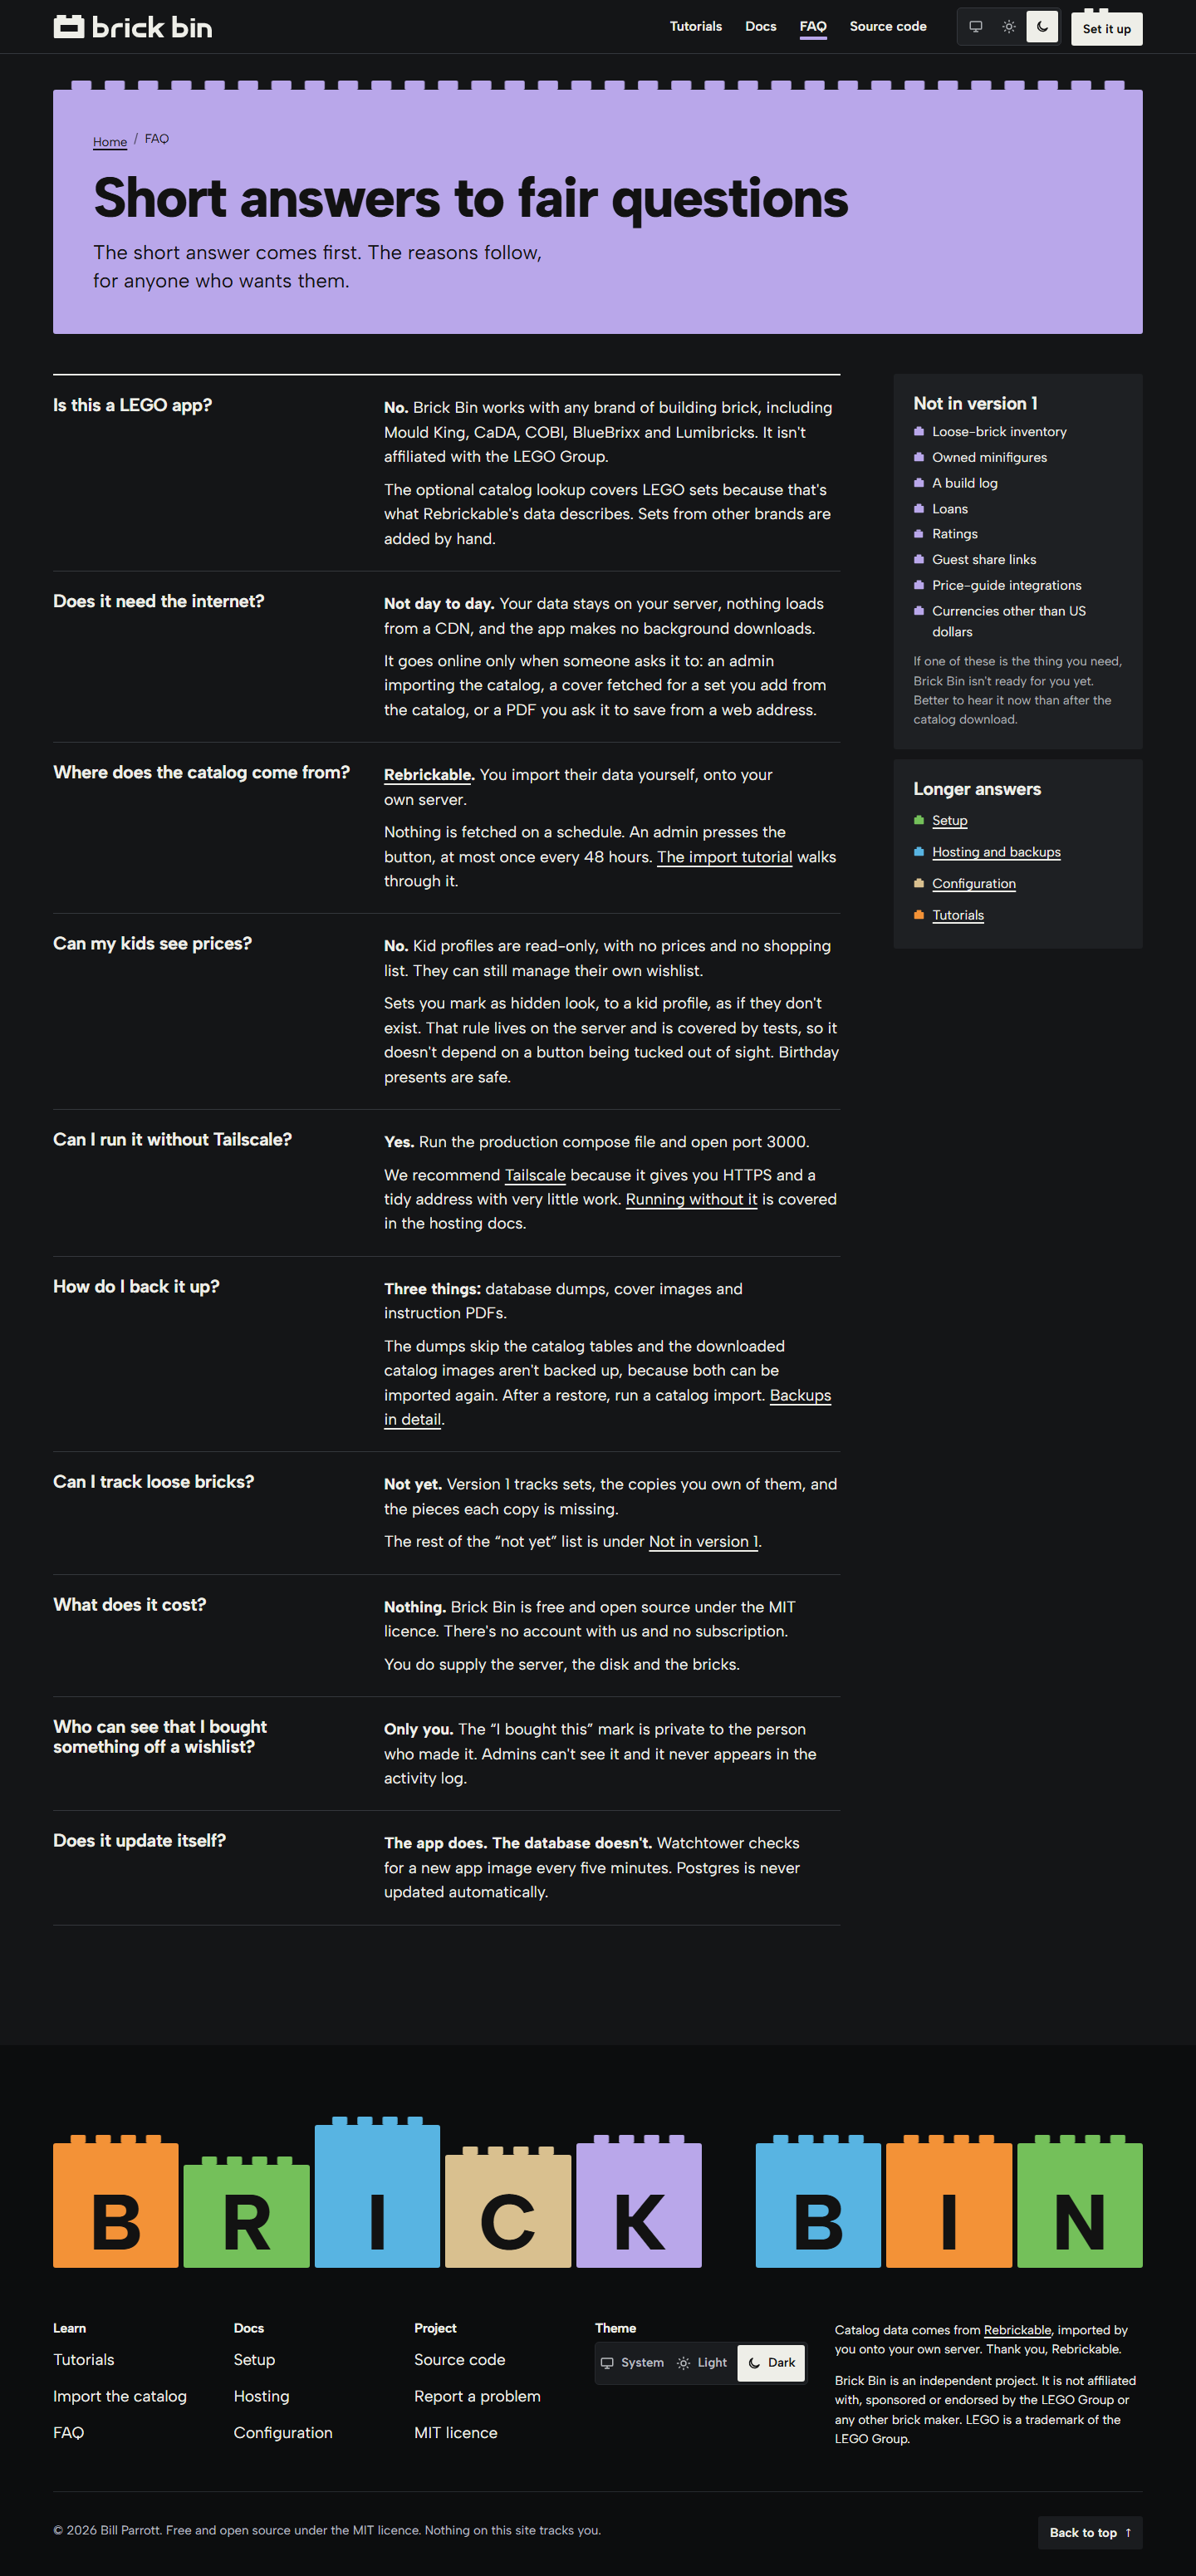 brick bin
Tutorials Docs FAQ Source code Set it up
Home / FAQ
Short answers to fair questions
The short answer comes first. The reasons follow,
for anyone who wants them.
Is this a LEGO app?
No. Brick Bin works with any brand of building brick, including
Mould King, CaDA, COBI, BlueBrixx and Lumibricks. It isn't
affiliated with the LEGO Group.
The optional catalog lookup covers LEGO sets because that's
what Rebrickable's data describes. Sets from other brands are
added by hand.
Does it need the internet?
Not day to day. Your data stays on your server, nothing loads
from a CDN, and the app makes no background downloads.
It goes online only when someone asks it to: an admin
importing the catalog, a cover fetched for a set you add from
the catalog, or a PDF you ask it to save from a web address.
Where does the catalog come from?
Rebrickable. You import their data yourself, onto your
own server.
Nothing is fetched on a schedule. An admin presses the
button, at most once every 48 hours. The import tutorial walks
through it.
Can my kids see prices?
No. Kid profiles are read-only, with no prices and no shopping
list. They can still manage their own wishlist.
Sets you mark as hidden look, to a kid profile, as if they don't
exist. That rule lives on the server and is covered by tests, so it
doesn't depend on a button being tucked out of sight. Birthday
presents are safe.
Can I run it without Tailscale?
Yes. Run the production compose file and open port 3000.
We recommend Tailscale because it gives you HTTPS and a
tidy address with very little work. Running without it is covered
in the hosting docs.
How do I back it up?
Three things: database dumps, cover images and
instruction PDFs.
The dumps skip the catalog tables and the downloaded
catalog images aren't backed up, because both can be
imported again. After a restore, run a catalog import. Backups
in detail.
Can I track loose bricks?
Not yet. Version 1 tracks sets, the copies you own of them, and
the pieces each copy is missing.
The rest of the “not yet” list is under Not in version 1.
What does it cost?
Nothing. Brick Bin is free and open source under the MIT
licence. There's no account with us and no subscription.
You do supply the server, the disk and the bricks.
Who can see that I bought
something off a wishlist?
Only you. The “I bought this” mark is private to the person
who made it. Admins can't see it and it never appears in the
activity log.
Does it update itself?
The app does. The database doesn't. Watchtower checks
for a new app image every five minutes. Postgres is never
updated automatically.
Not in version 1
Loose-brick inventory
Owned minifigures
A build log
Loans
Ratings
Guest share links
Price-guide integrations
Currencies other than US
dollars
If one of these is the thing you need,
Brick Bin isn't ready for you yet.
Better to hear it now than after the
catalog download.
Longer answers
Setup
Hosting and backups
Configuration
Tutorials
BRICK BIN
Learn
Tutorials
Import the catalog
FAQ
Docs
Setup
Hosting
Configuration
Project
Source code
Report a problem
MIT licence
Theme
System Light Dark
Catalog data comes from Rebrickable, imported by
you onto your own server. Thank you, Rebrickable.
Brick Bin is an independent project. It is not affiliated
with, sponsored or endorsed by the LEGO Group or
any other brick maker. LEGO is a trademark of the
LEGO Group.
© 2026 Bill Parrott. Free and open source under the MIT licence. Nothing on this site tracks you.
Back to top ↑